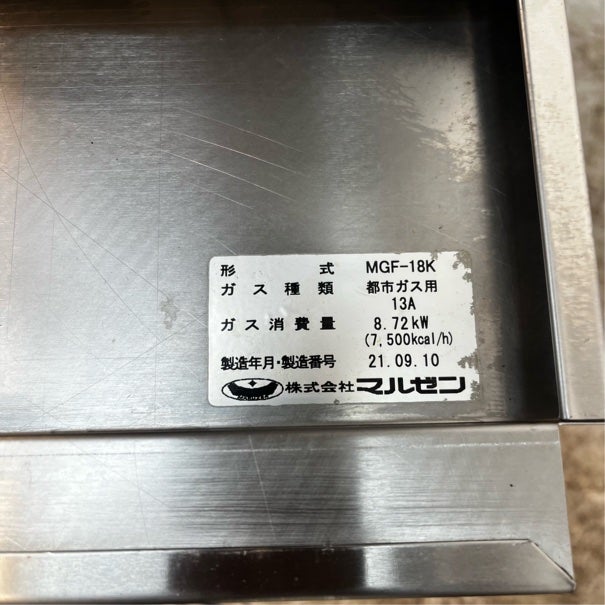 形式 MGF-18K
ガス種類 都市ガス用
13A
ガス消費量 8.72kW
(7,500kcal/h)
製造年月・製造番号 21.09.10
MARUZEN 株式会社マルゼン